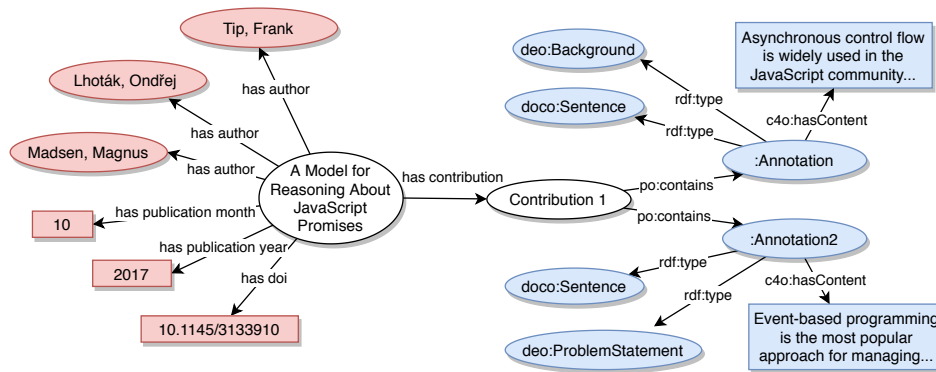 Tip, Frank
Lhoták, Ondřej
Madsen, Magnus
10
2017
10.1145/3133910
has author
has author
has author
has publication month
has publication year
has doi
A Model for
Reasoning About
JavaScript
Promises
has contribution
Contribution 1
po:contains
po:contains
deo:Background
doco:Sentence
rdf:type
rdf:type
Asynchronous control flow
is widely used in the
JavaScript community...
c4o:hasContent
:Annotation
:Annotation2
rdf:type
rdf:type
c4o:hasContent
doco:Sentence
deo:ProblemStatement
Event-based programming
is the most popular
approach for managing...